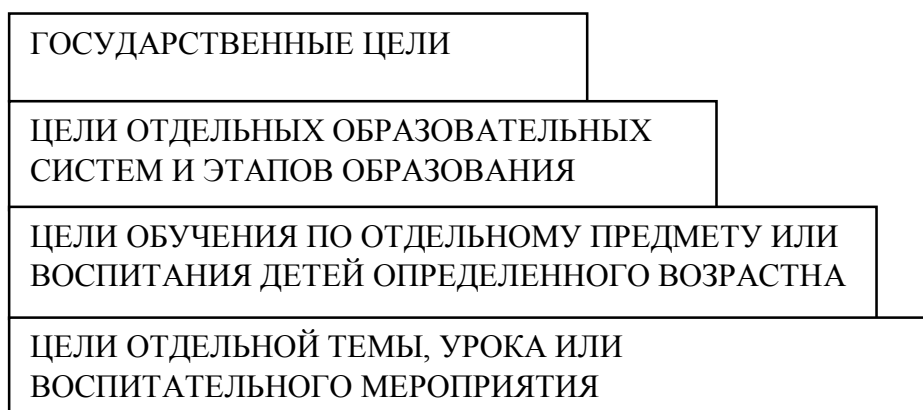 ГОСУДАРСТВЕННЫЕ ЦЕЛИ
ЦЕЛИ ОТДЕЛЬНЫХ ОБРАЗОВАТЕЛЬНЫХ
СИСТЕМ И ЭТАПОВ ОБРАЗОВАНИЯ
ЦЕЛИ ОБУЧЕНИЯ ПО ОТДЕЛЬНОМУ ПРЕДМЕТУ ИЛИ
ВОСПИТАНИЯ ДЕТЕЙ ОПРЕДЕЛЕННОГО ВОЗРАСТНА
ЦЕЛИ ОТДЕЛЬНОЙ ТЕМЫ, УРОКА ИЛИ
ВОСПИТАТЕЛЬНОГО МЕРОПРИЯТИЯ